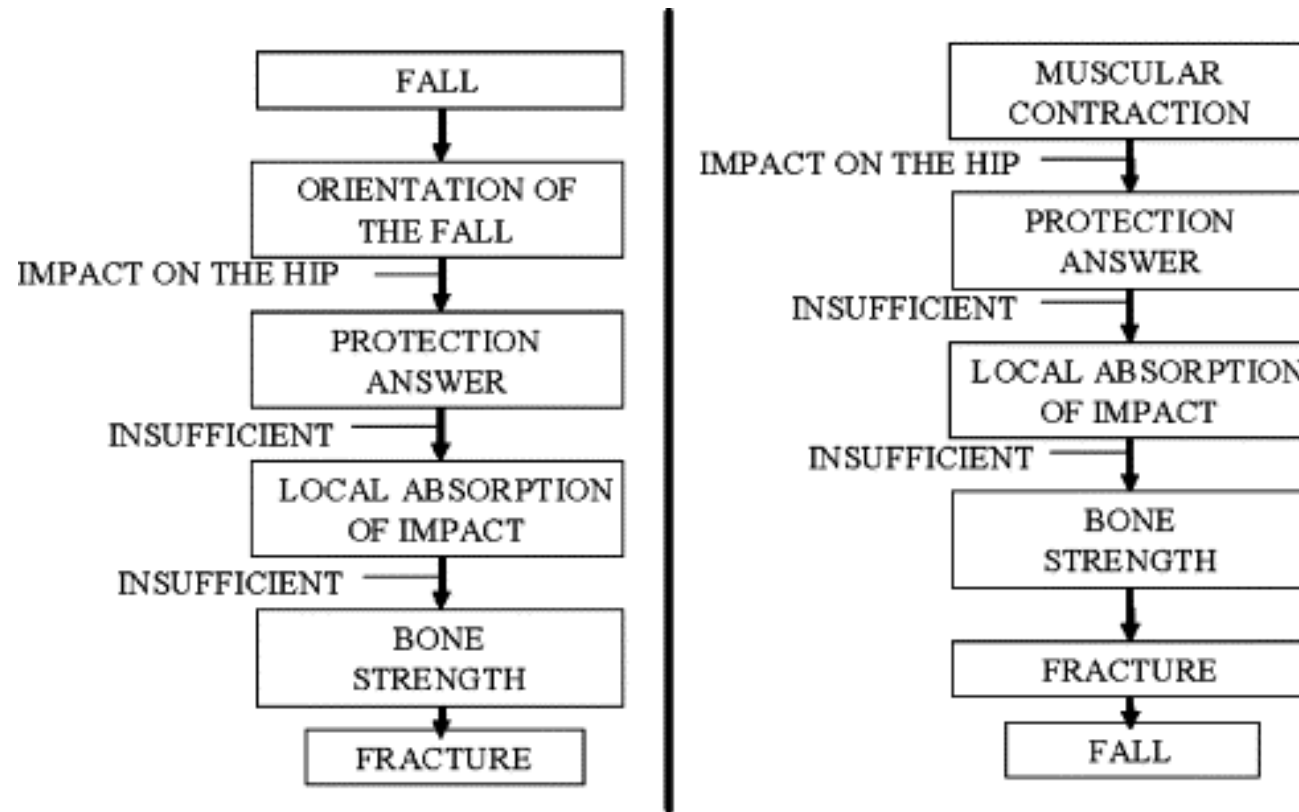 FALL
ORIENTATION OF
THE FALL
IMPACT ON THE HIP
PROTECTION
ANSWER
INSUFFICIENT
LOCAL ABSORPTION
OF IMPACT
INSUFFICIENT
BONE
STRENGTH
FRACTURE
MUSCULAR
CONTRACTION
IMPACT ON THE HIP
PROTECTION
ANSWER
INSUFFICIENT
LOCAL ABSORPTION
OF IMPACT
INSUFFICIENT
BONE
STRENGTH
FRACTURE
FALL